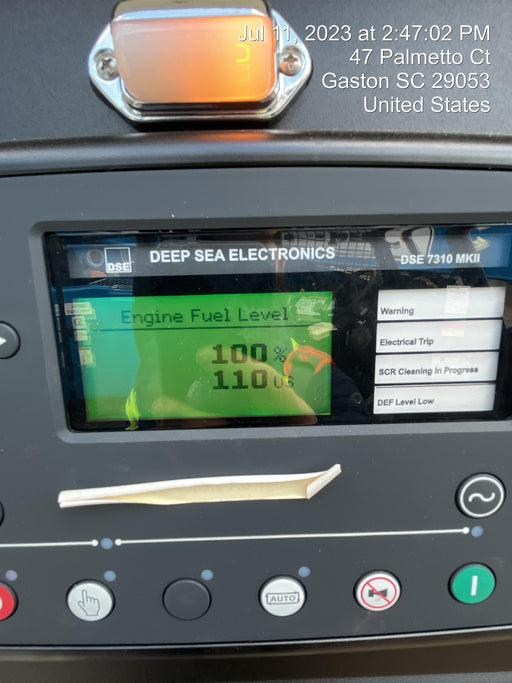 Jul 11, 2023 at 2:47:02 PM
47 Palmetto Ct
Gaston SC 29053
United States
DSE
DEEP SEA ELECTRONICS
DSE 7310 MKII
Engine Fuel Level
100 %
110 US
Warning
Electrical Trip
SCR Cleaning In Progress
DEF Level Low
AUTO